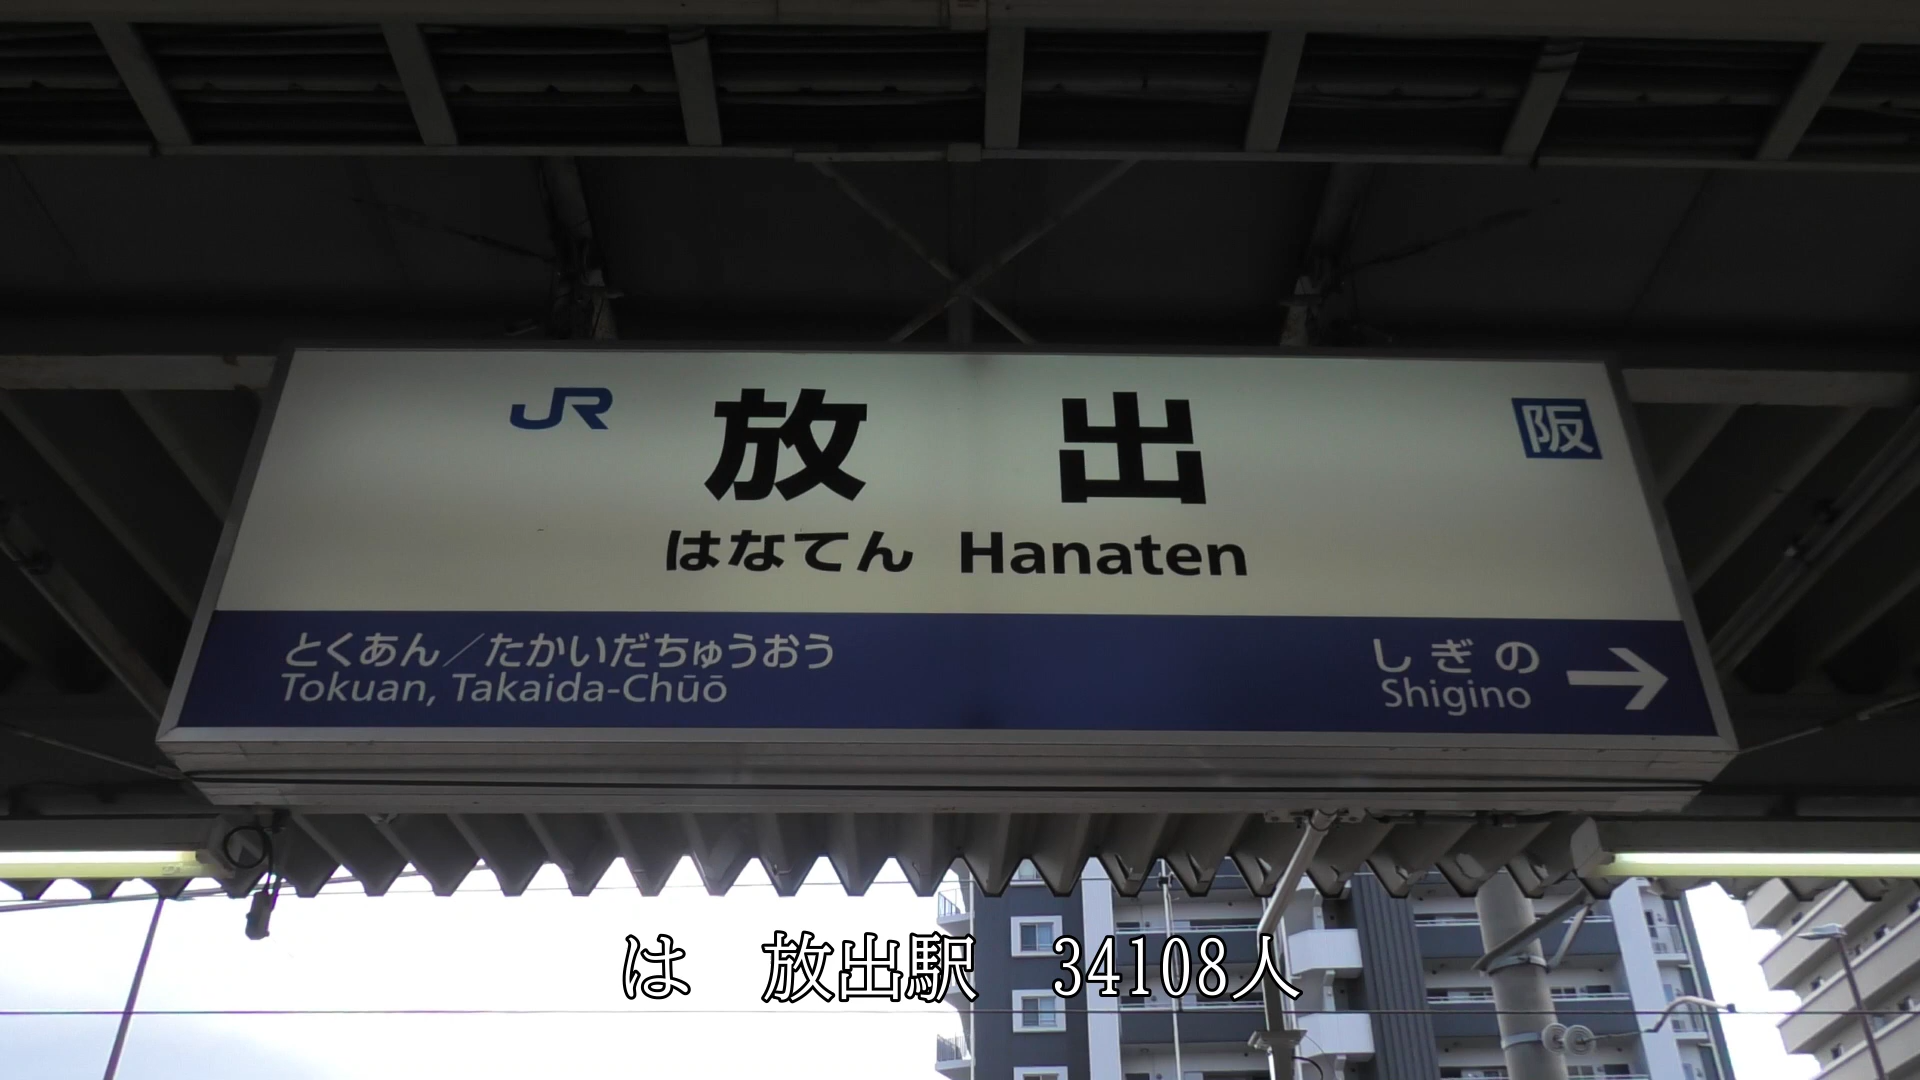 JR 放出 阪
はなてん Hanaten
とくあん／たかいだちゅうおう
Tokuan, Takaida-Chūō
しぎの →
Shigino
は 放出駅 34108人